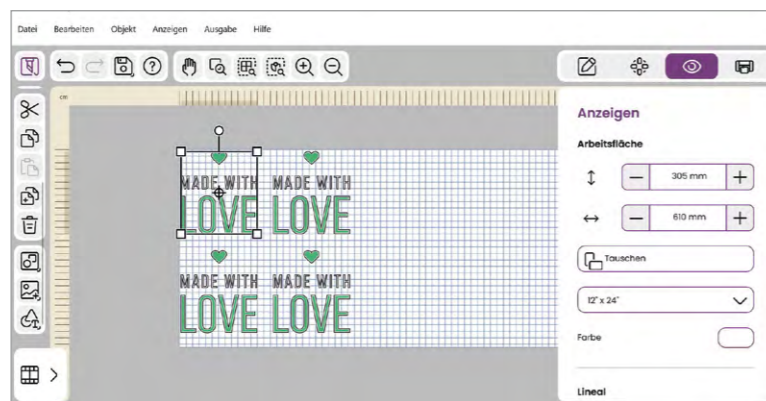 Datei Bearbeiten Objekt Anzeigen Ausgabe Hilfe
cm
Anzeigen
Arbeitsfläche
305 mm
610 mm
Tauschen
12" x 24"
Farbe
Lineal
MADE WITH MADE WITH
LOVE LOVE
MADE WITH MADE WITH
LOVE LOVE